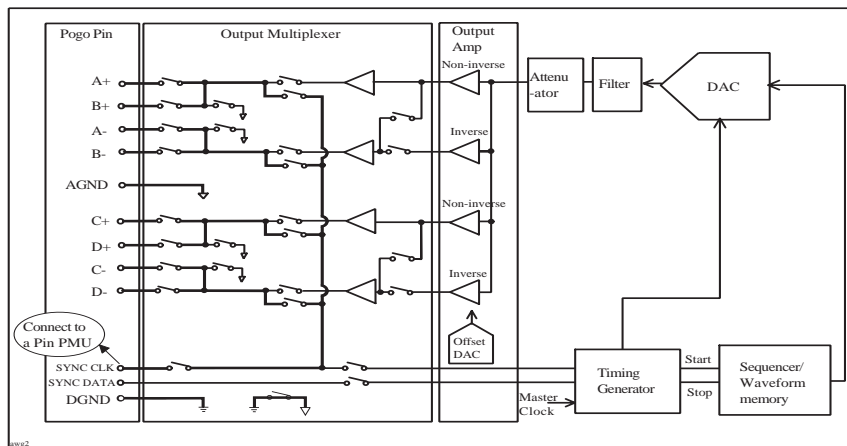 Pogo Pin
Output Multiplexer
Output
Amp
Non-inverse
Inverse
Non-inverse
Inverse
Attenu
-ator
Filter
DAC
A+
B+
A-
B-
AGND
C+
D+
C-
D-
Connect to
a Pin PMU
SYNC CLK
SYNC DATA
DGND
Offset
DAC
Master
Clock
Timing
Generator
Start
Stop
Sequencer/
Waveform
memory
awg2